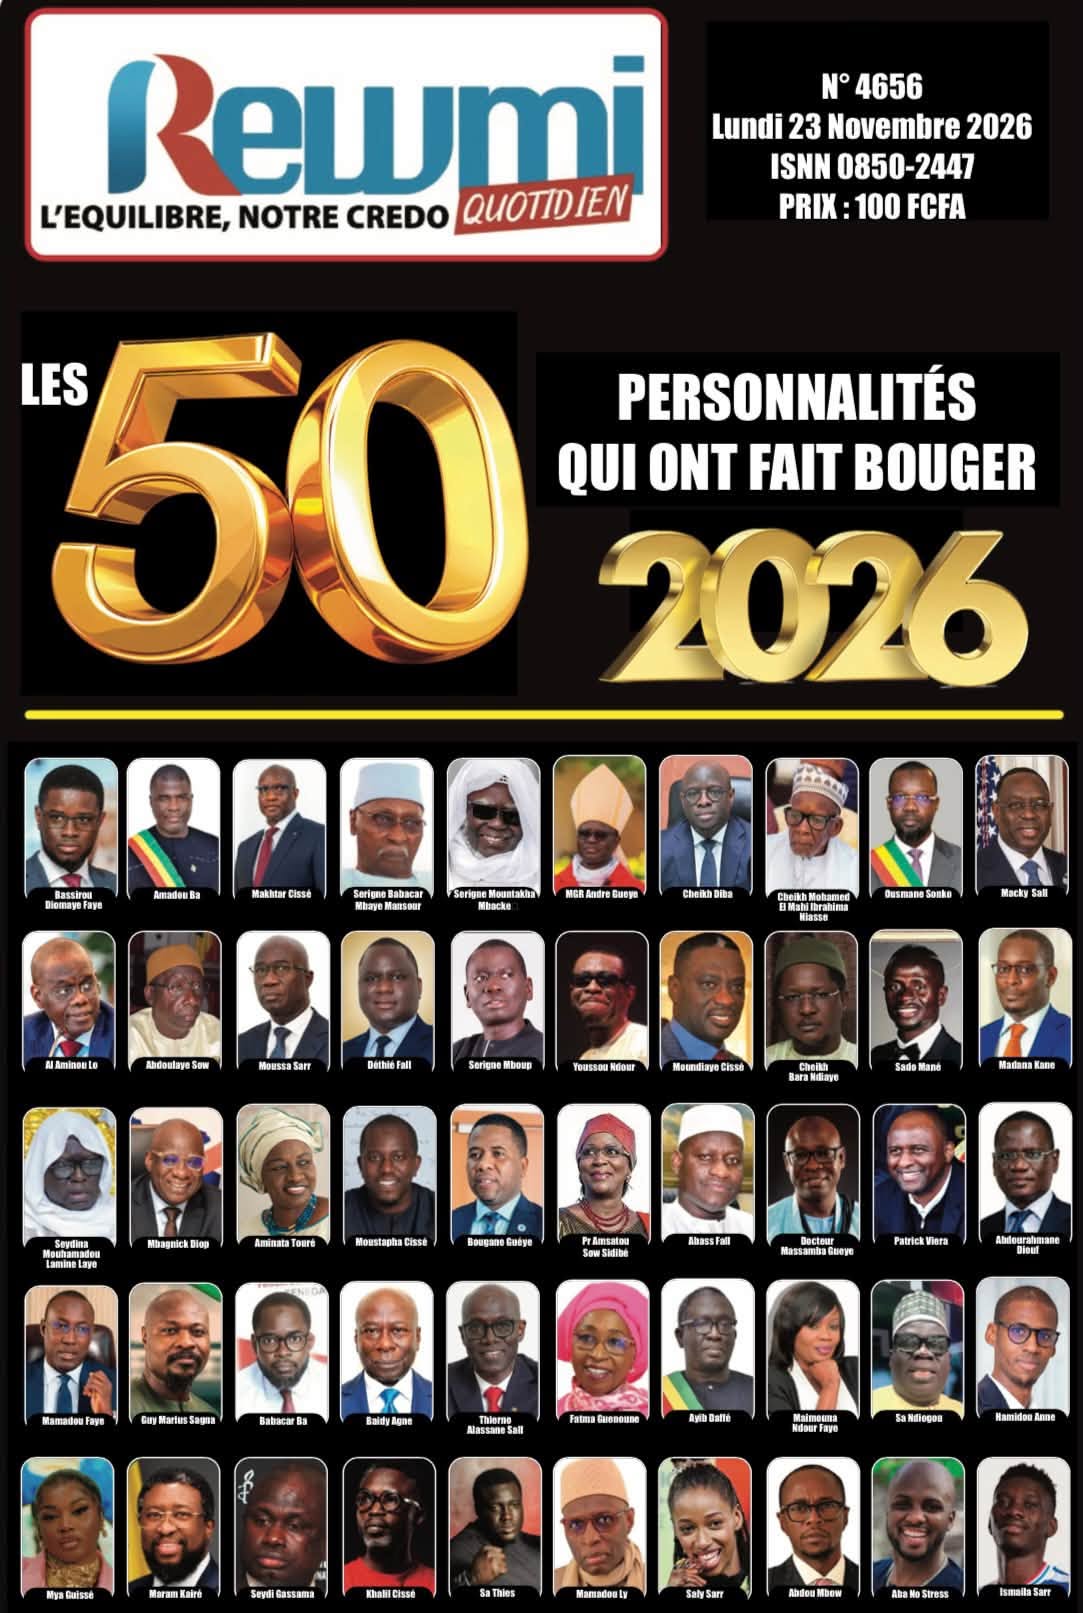 Rewmi
QUOTIDIEN
L'EQUILIBRE, NOTRE CREDO
N° 4656
Lundi 23 Novembre 2026
ISNN 0850-2447
PRIX : 100 FCFA
LES 50
PERSONNALITÉS
QUI ONT FAIT BOUGER
2026
Bassirou
Diomaye Faye
Amadou Ba
Makhtar Cissé
Serigne Babacar
Mbaye Mansour
Serigne Mountakha
Mbacke
MGR Andre Gueye
Cheikh Diba
Cheikh Mohamed
El Mahi Ibrahima
Niasse
Ousmane Sonko
Macky Sall
Al Aminou Lo
Abdoulaye Sow
Moussa Sarr
Déthié Fall
Serigne Mboup
Youssou Ndour
Moundiaye Cissé
Cheikh
Bara Ndiaye
Sado Mané
Madana Kane
Seydina
Mouhamadou
Lamine Laye
Mbagnick Diop
Aminata Touré
Moustapha Cissé
Bougane Guéye
Pr Amsatou
Sow Sidibé
Abass Fall
Docteur
Massamba Gueye
Patrick Viera
Abdourahmane
Diouf
Mamadou Faye
Guy Marius Sagna
Babacar Ba
Baidy Agne
Thierno
Alassane Sall
Fatma Guenoune
Ayib Daffé
Maimouna
Ndour Faye
Sa Ndiogou
Hamidou Anne
Mya Guissé
Maram Kairé
Seydi Gassama
Khalil Cissé
Sa Thies
Mamadou Ly
Saly Sarr
Abdou Mbow
Aba No Stress
Ismaila Sarr